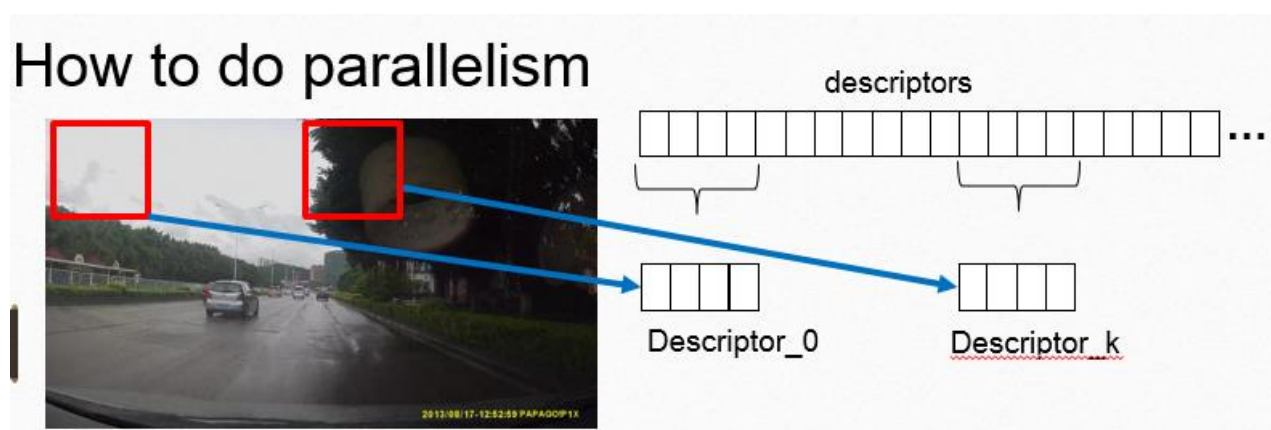 How to do parallelism
descriptors
...
2013/08/17-12:52:59 PAPAGO!P1X
Descriptor_0
Descriptor_k